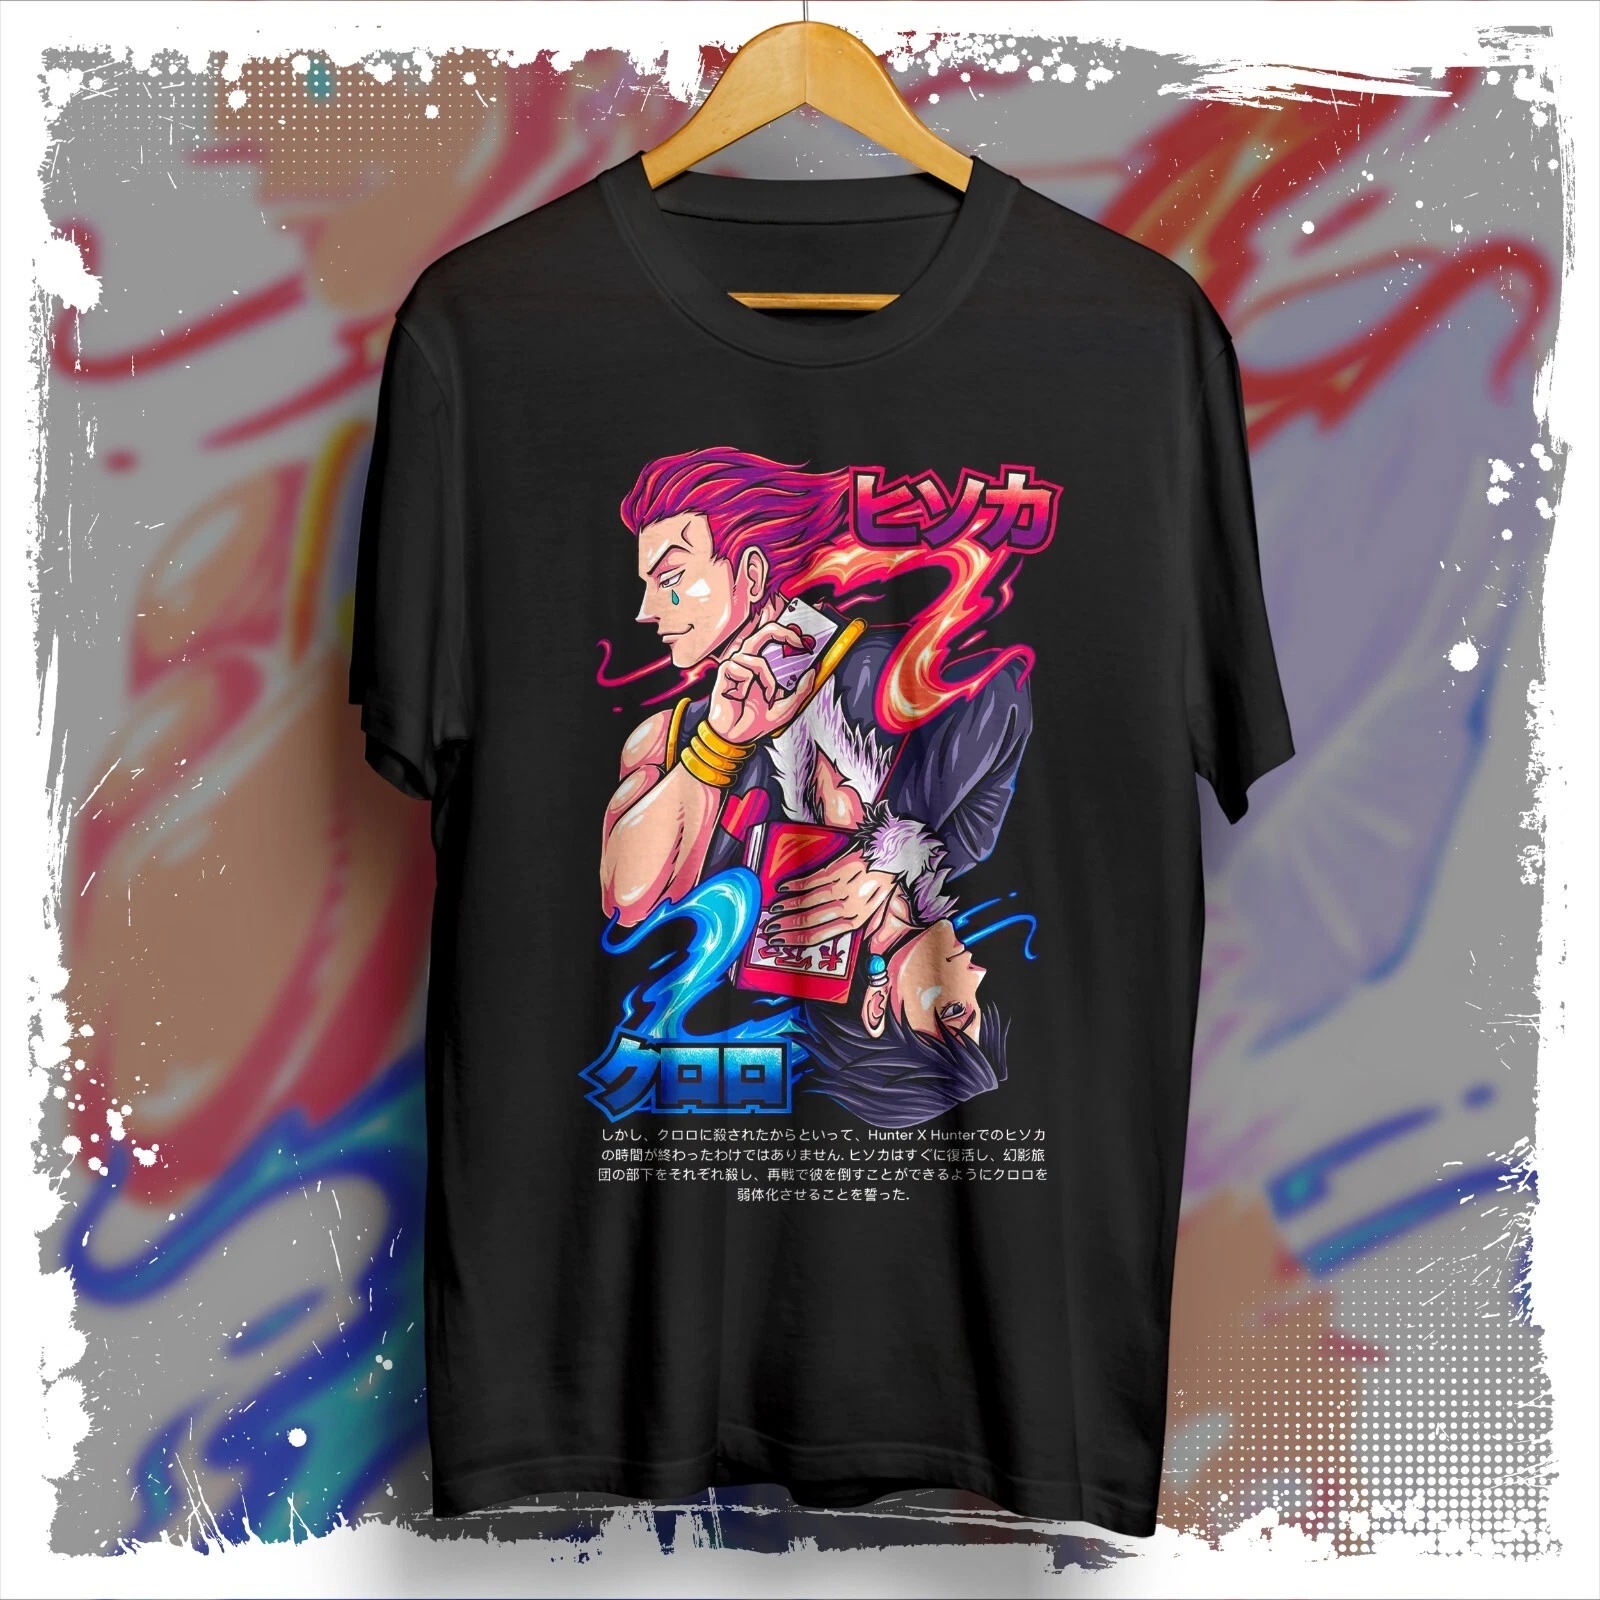 ヒソカ
クロロ
しかし、クロロに殺されたからといって、Hunter X Hunterでのヒソカ
の時間が終わったわけではありません. ヒソカはすぐに復活し、幻影旅
団の部下をそれぞれ殺し、再戦で彼を倒すことができるようにクロロを
弱体化させることを誓った.